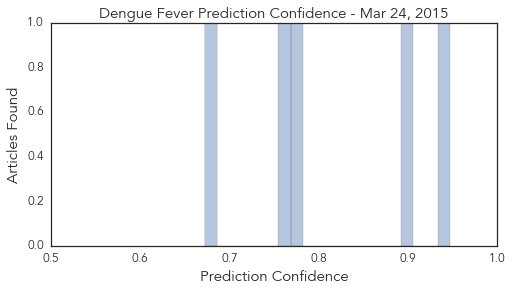 Dengue Fever Prediction Confidence - Mar 24, 2015
1.0
0.8
0.6
0.4
0.2
0.0
Articles Found
0.5 0.6 0.7 0.8 0.9 1.0
Prediction Confidence